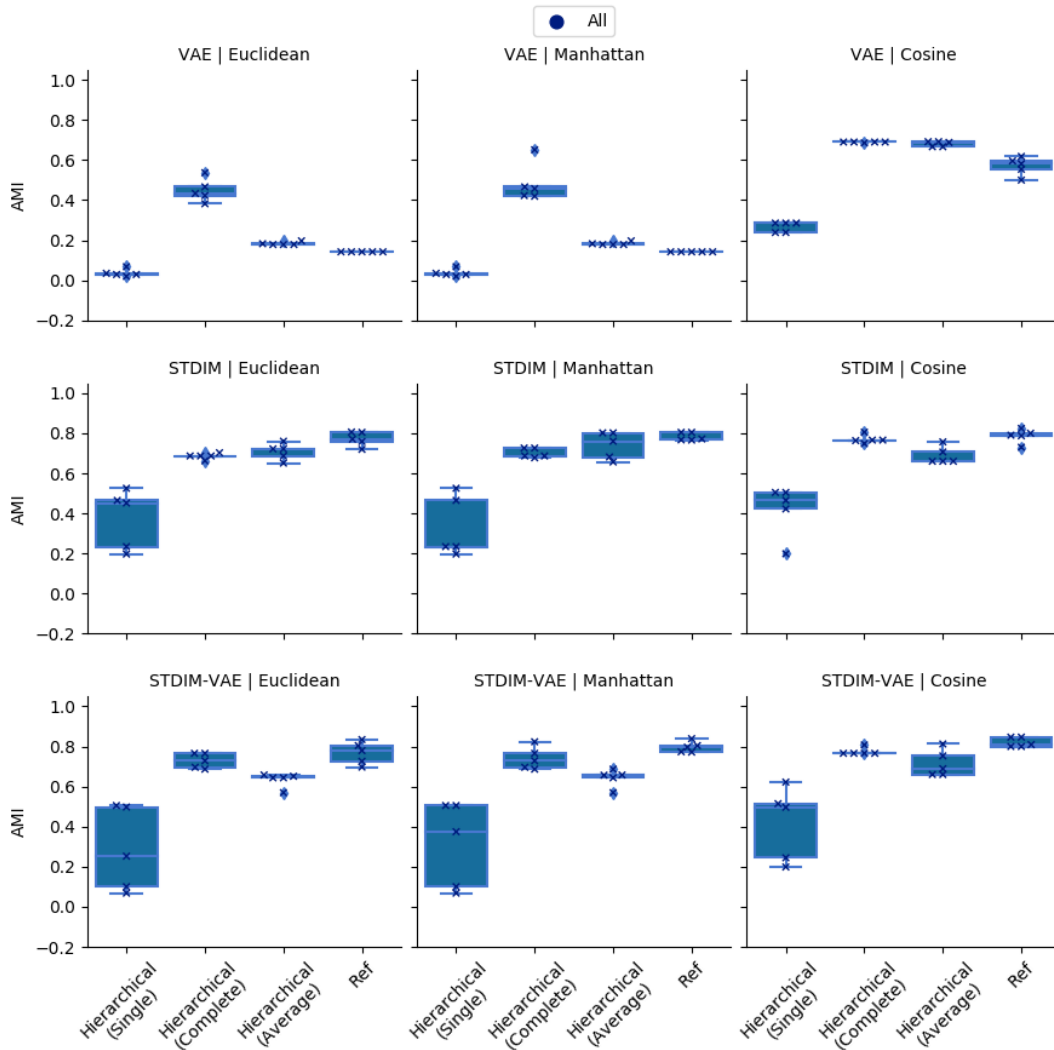 All
VAE | Euclidean
VAE | Manhattan
VAE | Cosine
1.0
0.8
0.6
0.4
0.2
0.0
−0.2
AMI
STDIM | Euclidean
STDIM | Manhattan
STDIM | Cosine
1.0
0.8
0.6
0.4
0.2
0.0
−0.2
AMI
STDIM-VAE | Euclidean
STDIM-VAE | Manhattan
STDIM-VAE | Cosine
1.0
0.8
0.6
0.4
0.2
0.0
−0.2
AMI
Hierarchical
(Single)
Hierarchical
(Complete)
Hierarchical
(Average)
Ref
Hierarchical
(Single)
Hierarchical
(Complete)
Hierarchical
(Average)
Ref
Hierarchical
(Single)
Hierarchical
(Complete)
Hierarchical
(Average)
Ref